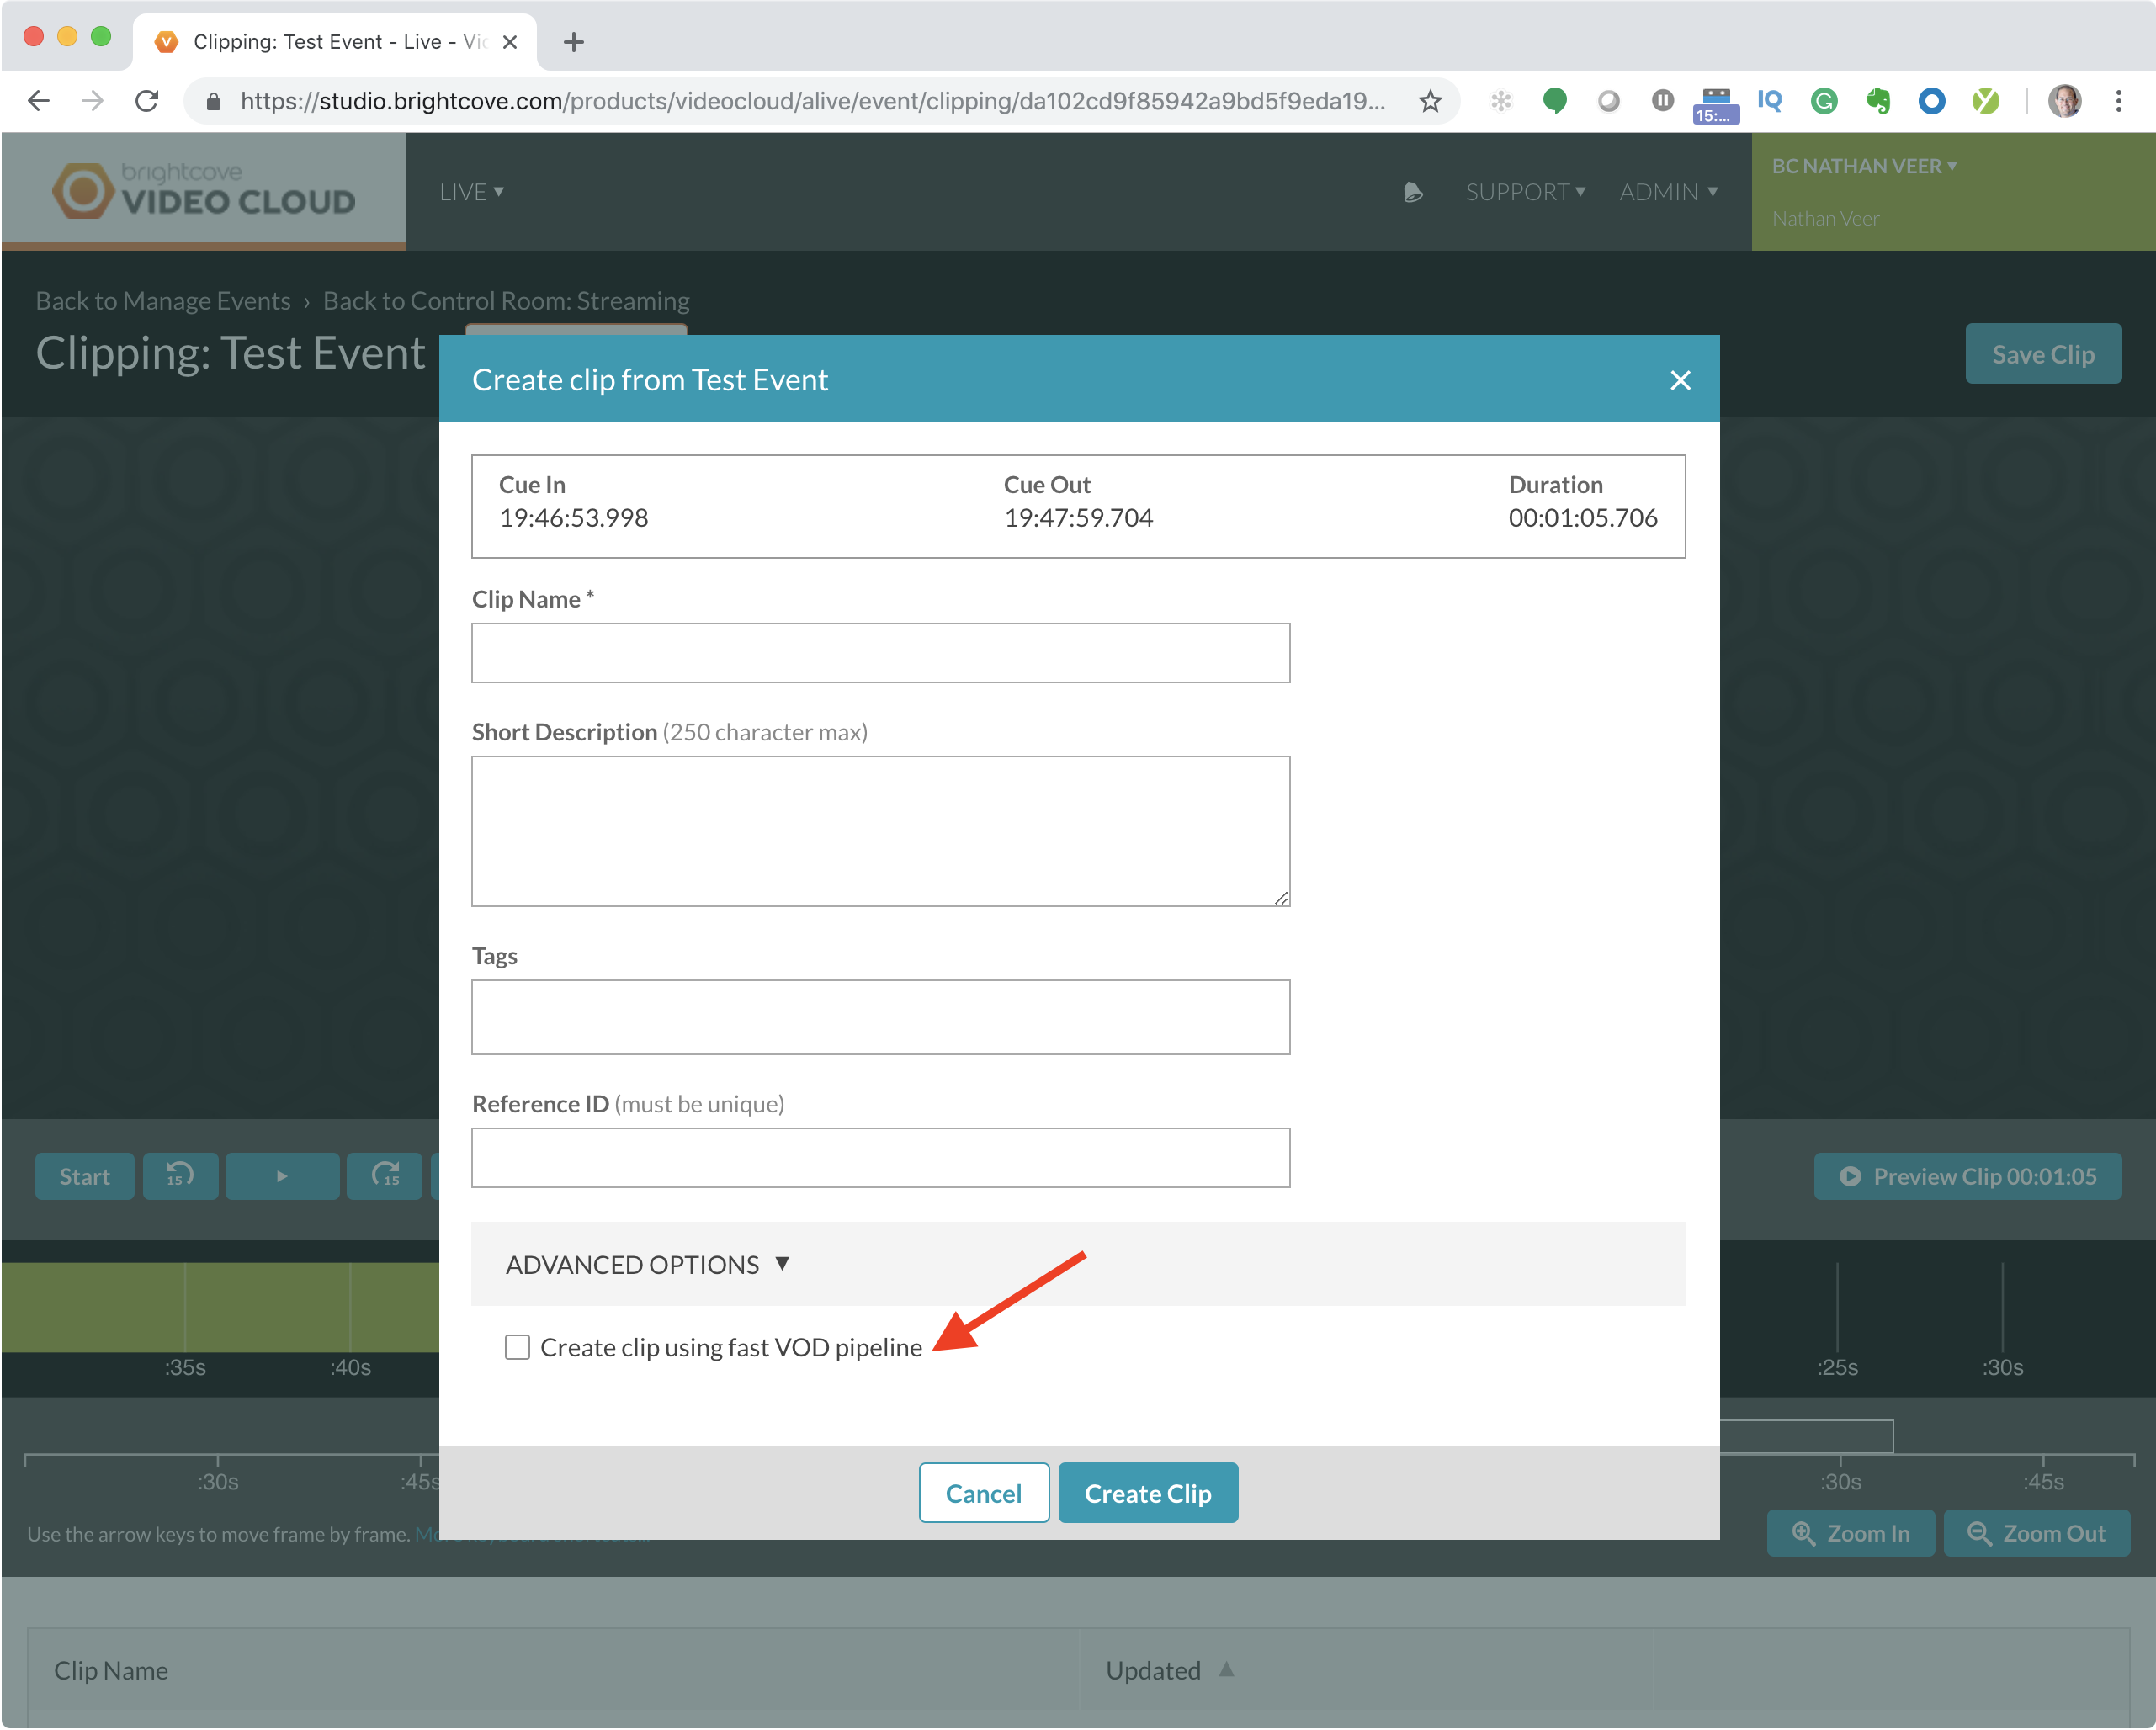 Clipping: Test Event - Live - Vi
https://studio.brightcove.com/products/videocloud/alive/event/clipping/da102cd9f85942a9bd5f9eda19...
15:...
IQ
brightcove
VIDEO CLOUD
LIVE
SUPPORT
ADMIN
BC NATHAN VEER
Nathan Veer
Back to Manage Events › Back to Control Room: Streaming
Clipping: Test Event
Save Clip
Create clip from Test Event
Cue In
19:46:53.998
Cue Out
19:47:59.704
Duration
00:01:05.706
Clip Name *
Short Description (250 character max)
Tags
Reference ID (must be unique)
Start
15
15
Preview Clip 00:01:05
ADVANCED OPTIONS ▼
Create clip using fast VOD pipeline
:35s
:40s
:25s
:30s
:30s
:45s
:30s
:45s
Cancel
Create Clip
Use the arrow keys to move frame by frame.
Zoom In
Zoom Out
Clip Name
Updated ▲